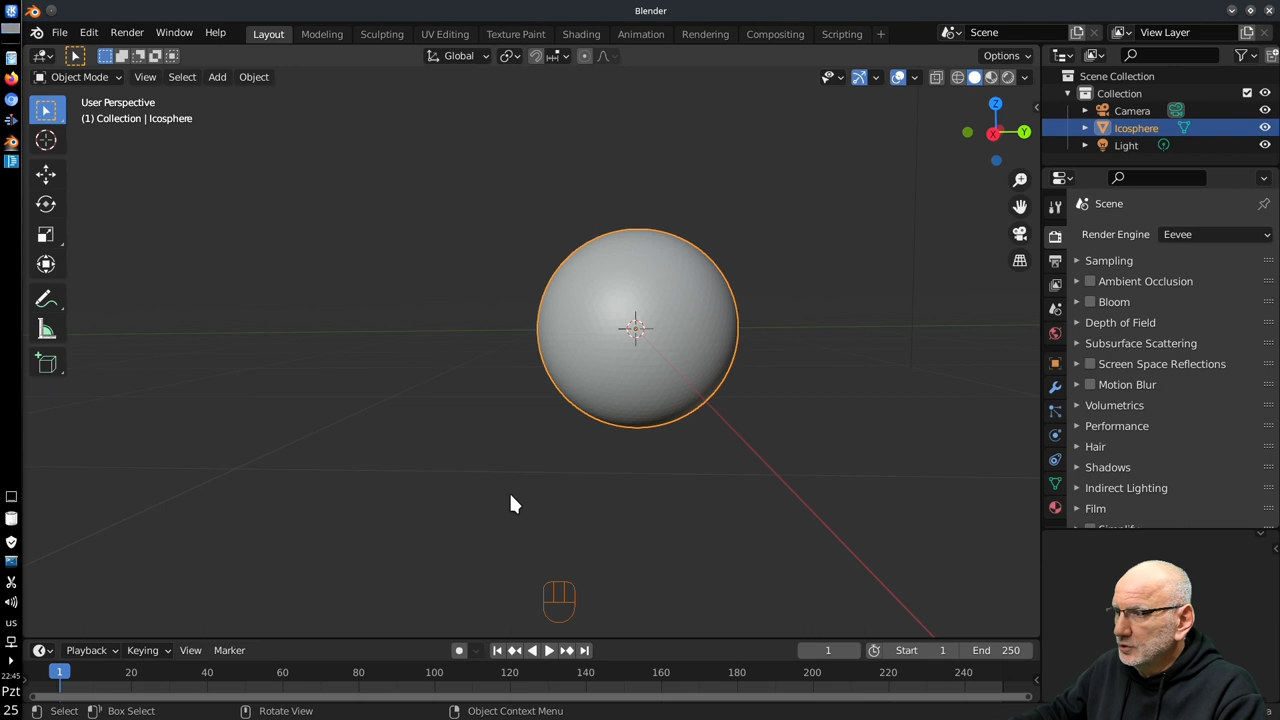 Blender
File Edit Render Window Help
Layout Modeling Sculpting UV Editing Texture Paint Shading Animation Rendering Compositing Scripting +
Scene
View Layer
Global
Options
Object Mode View Select Add Object
User Perspective
(1) Collection | Icosphere
Z
Y
X
Scene Collection
Collection
Camera
Icosphere
Light
Scene
Render Engine Eevee
Sampling
Ambient Occlusion
Bloom
Depth of Field
Subsurface Scattering
Screen Space Reflections
Motion Blur
Volumetrics
Performance
Hair
Shadows
Indirect Lighting
Film
Playback Keying View Marker
1 Start 1 End 250
1 20 40 60 80 100 120 140 160 180 200 220 240
Select Box Select Rotate View Object Context Menu
us
22:45
Pzt
25